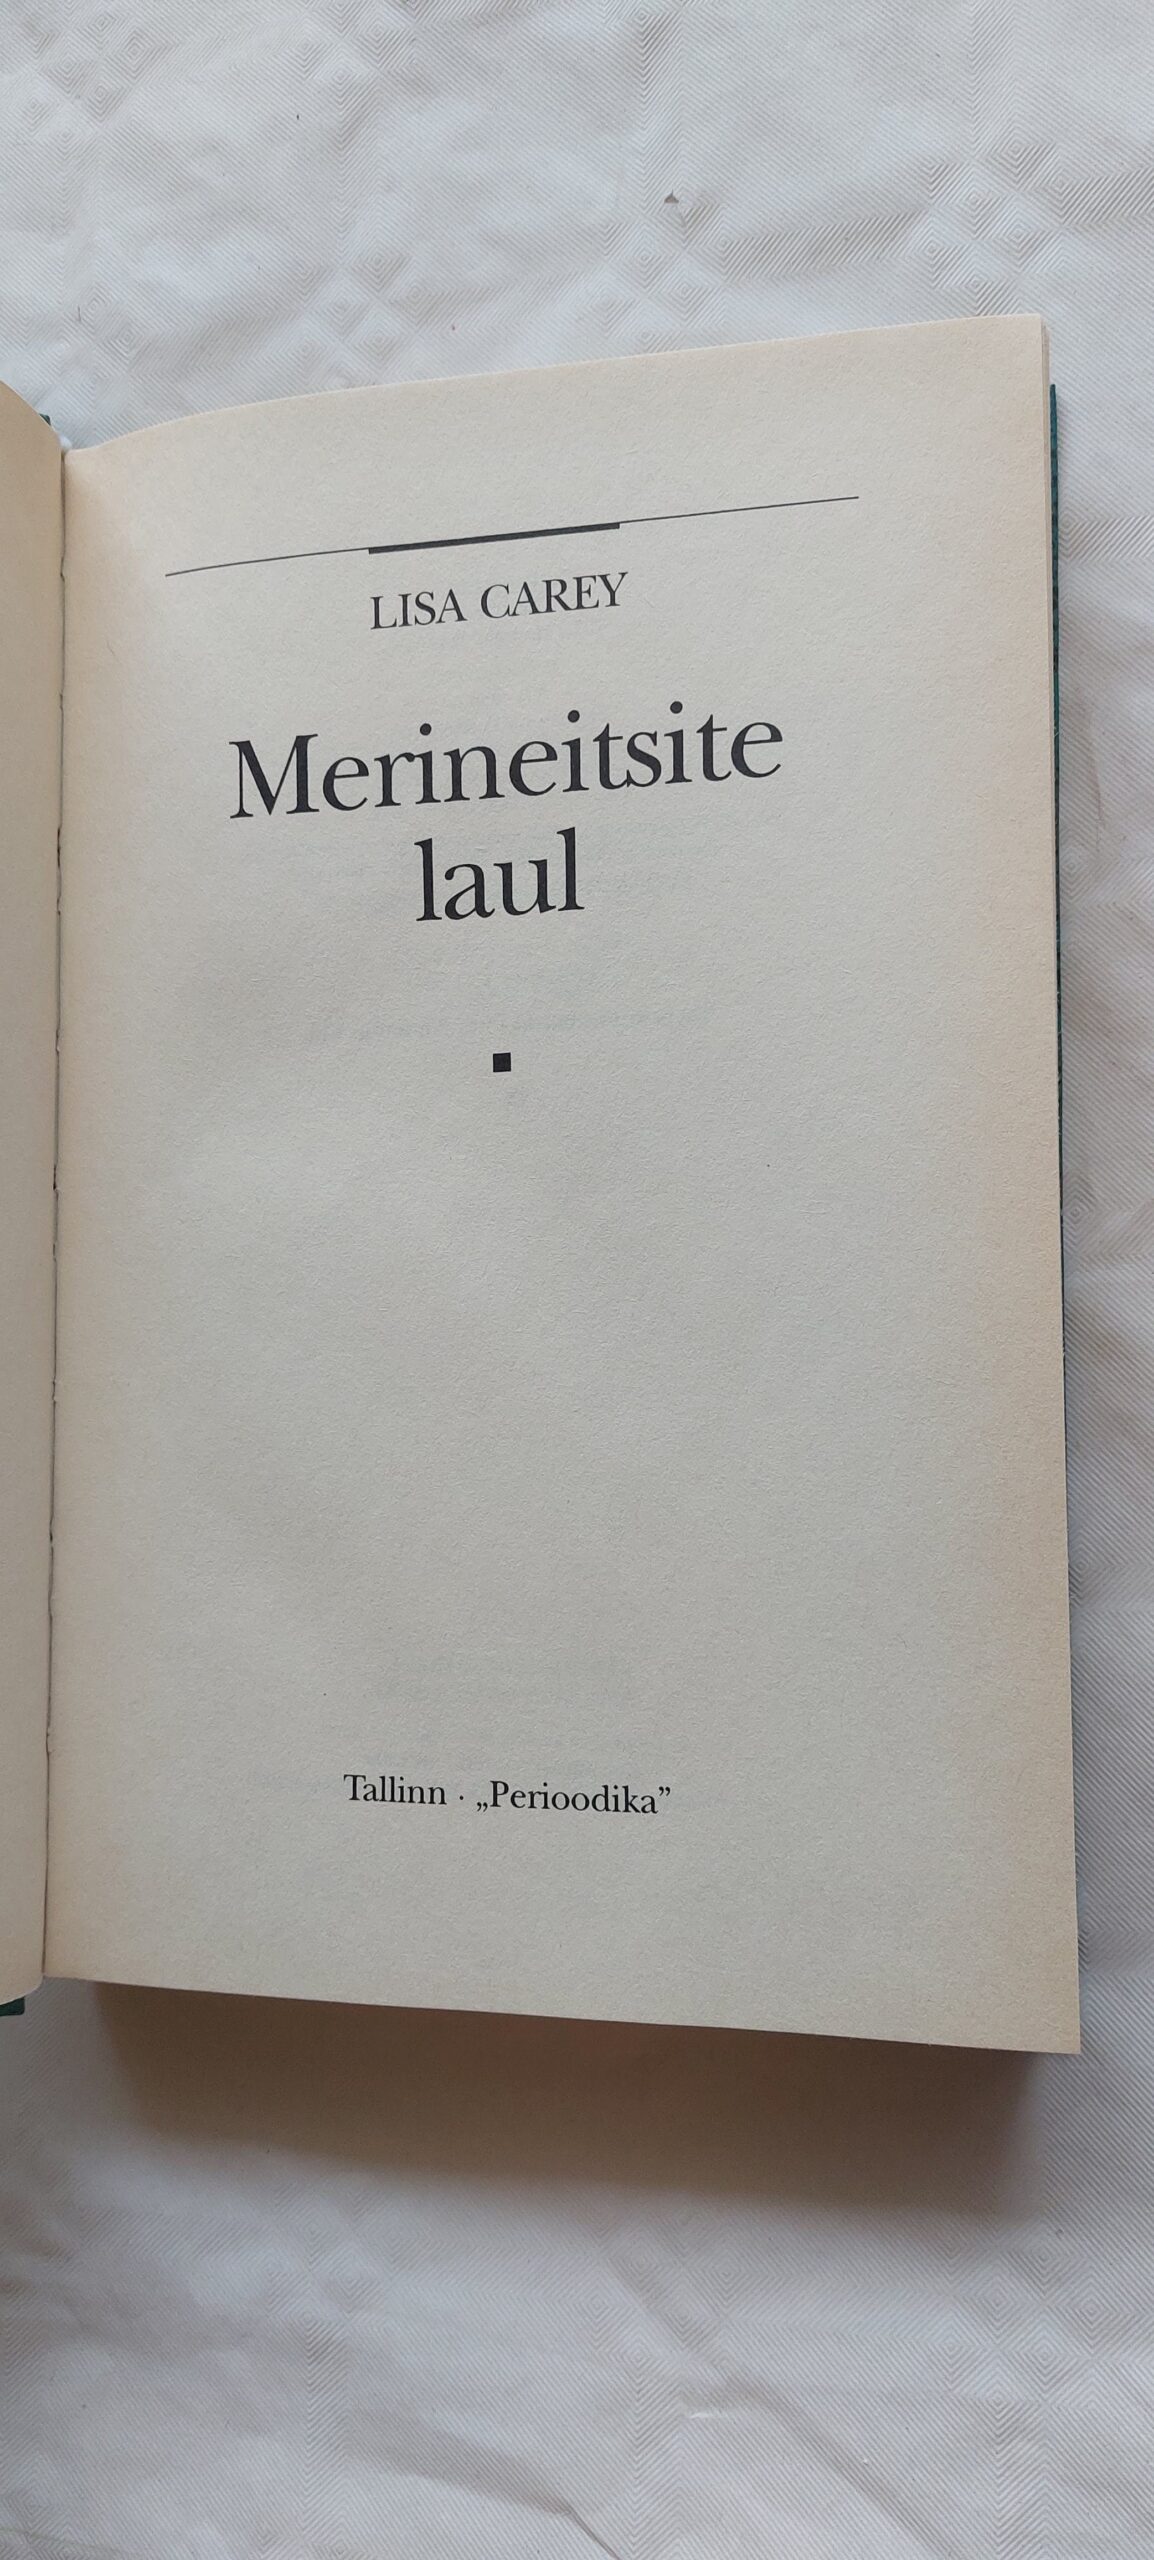 LISA CAREY
Merineitsite
laul
Tallinn · „Perioodika”